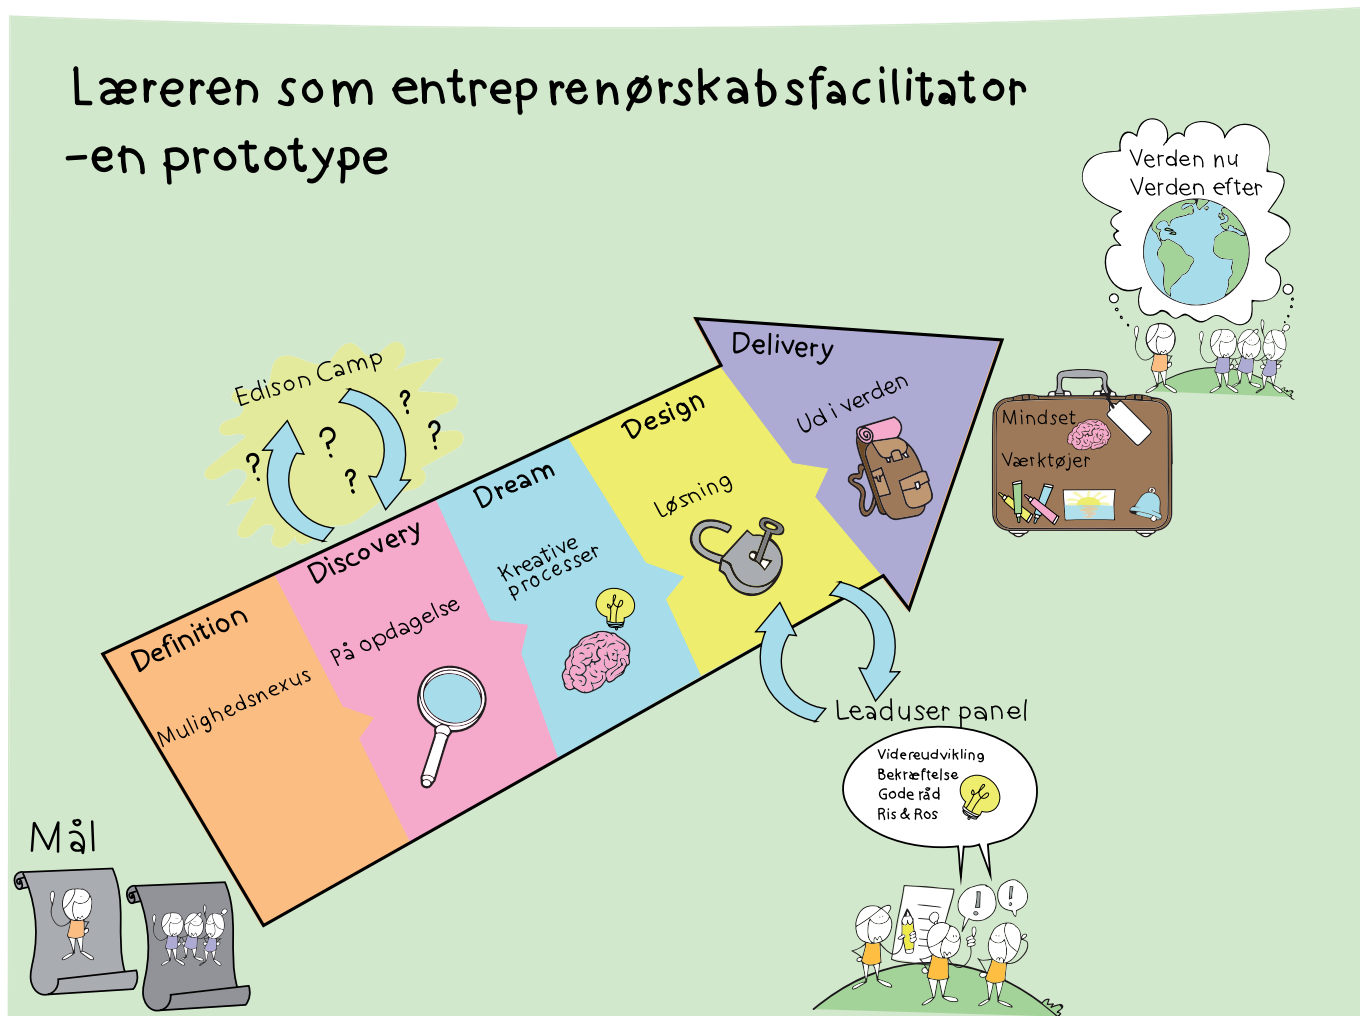 Læreren som entreprenørskabsfacilitator
-en prototype
Verden nu
Verden efter
Edison Camp
?
?
?
?
?
Delivery
Ud i verden
Design
Løsning
Dream
Kreative
processer
Discovery
På opdagelse
Definition
Mulighedsnexus
Mindset
Værktøjer
Leaduser panel
Videreudvikling
Bekræftelse
Gode råd
Ris & Ros
! !
Mål